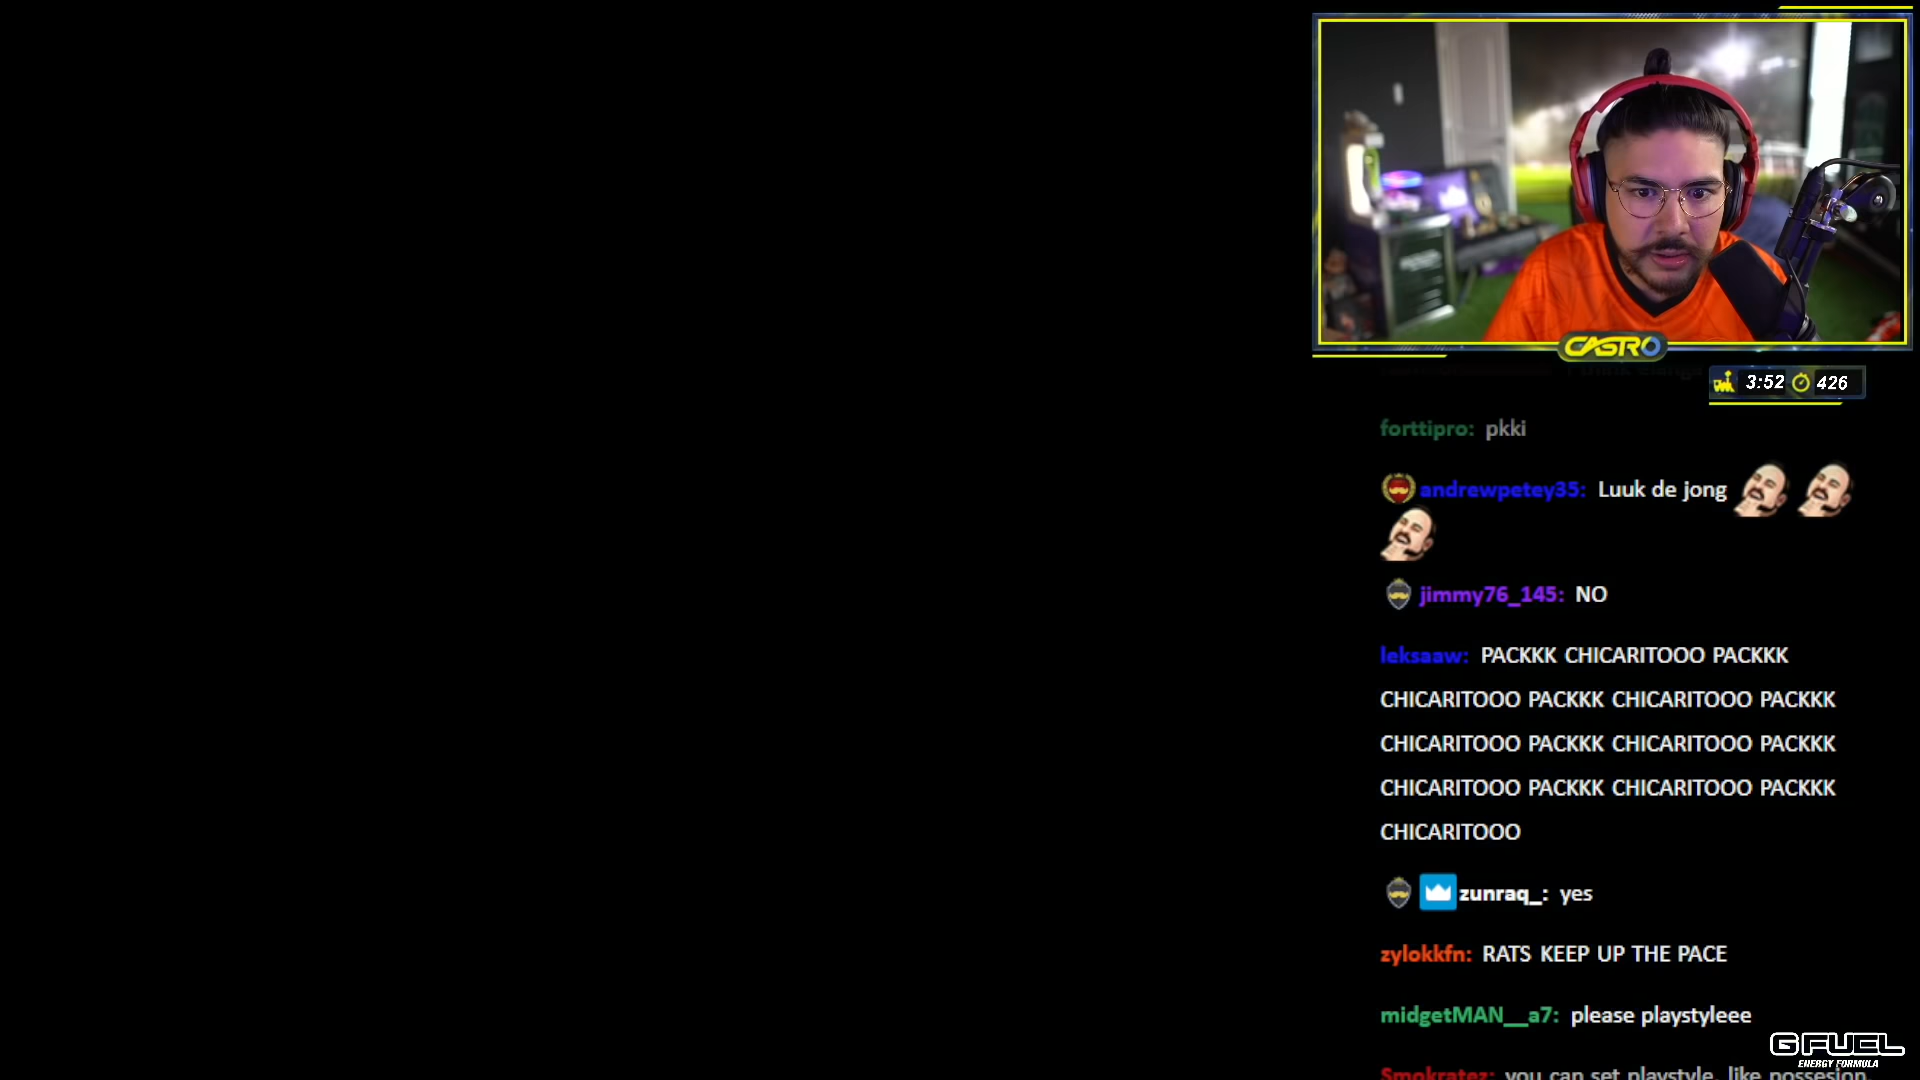 CASTRO
3:52 426
forttipro: pkki
andrewpetey35: Luuk de jong
jimmy76_145: NO
leksaaw: PACKKK CHICARITOOO PACKKK
CHICARITOOO PACKKK CHICARITOOO PACKKK
CHICARITOOO PACKKK CHICARITOOO PACKKK
CHICARITOOO PACKKK CHICARITOOO PACKKK
CHICARITOOO
zunraq_: yes
zylokkfn: RATS KEEP UP THE PACE
midgetMAN__a7: please playstyleee
G FUEL
ENERGY FORMULA
Smokratez: you can set playstyle, like possesion